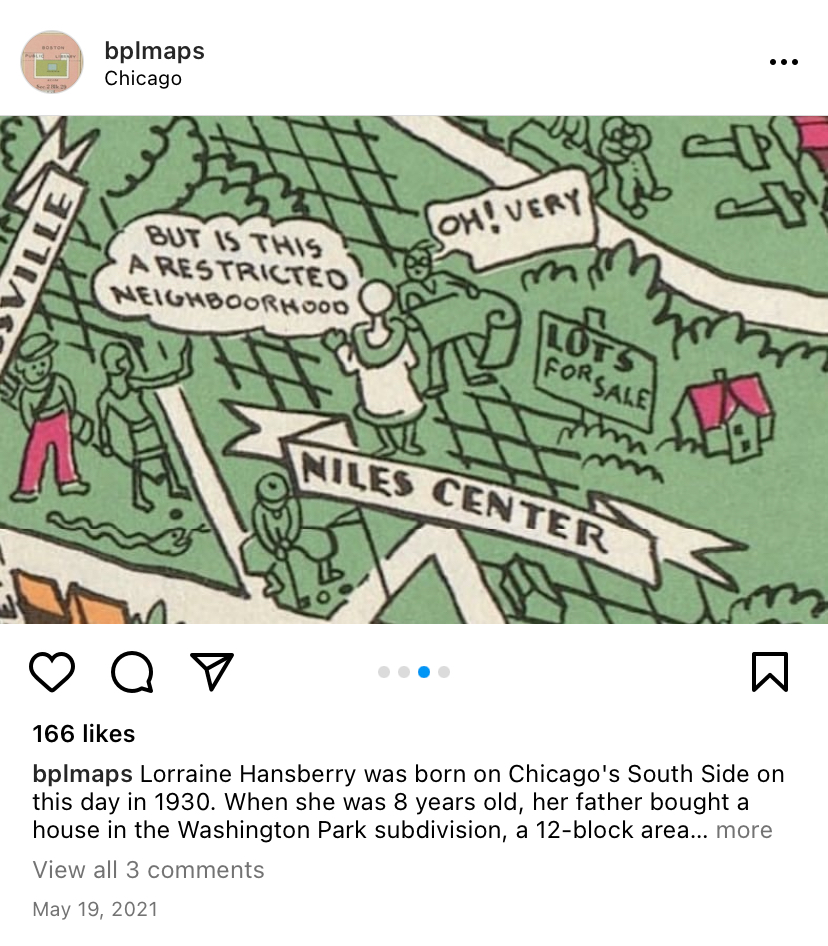 bplmaps
Chicago
SVILLE
BUT IS THIS
A RESTRICTED
NEIGHBOORHOOD
OH! VERY
LOTS
FOR SALE
NILES CENTER
166 likes
bplmaps Lorraine Hansberry was born on Chicago's South Side on
this day in 1930. When she was 8 years old, her father bought a
house in the Washington Park subdivision, a 12-block area... more
View all 3 comments
May 19, 2021